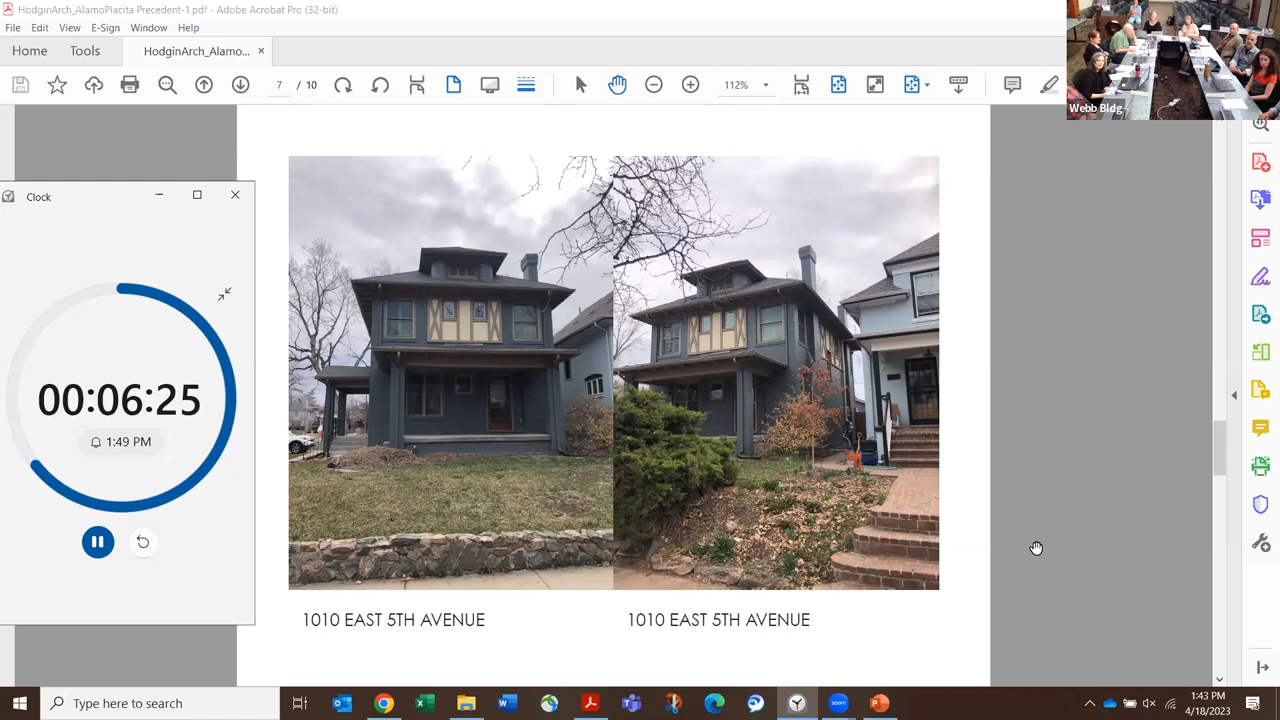 HodginArch_AlamoPlacita Precedent-1.pdf - Adobe Acrobat Pro (32-bit)
File Edit View E-Sign Window Help
Home Tools HodginArch_Alamo... ×
7 / 10 112%
Webb Bldg
Clock
00:06:25
1:49 PM
1010 EAST 5TH AVENUE 1010 EAST 5TH AVENUE
Type here to search
1:43 PM
4/18/2023